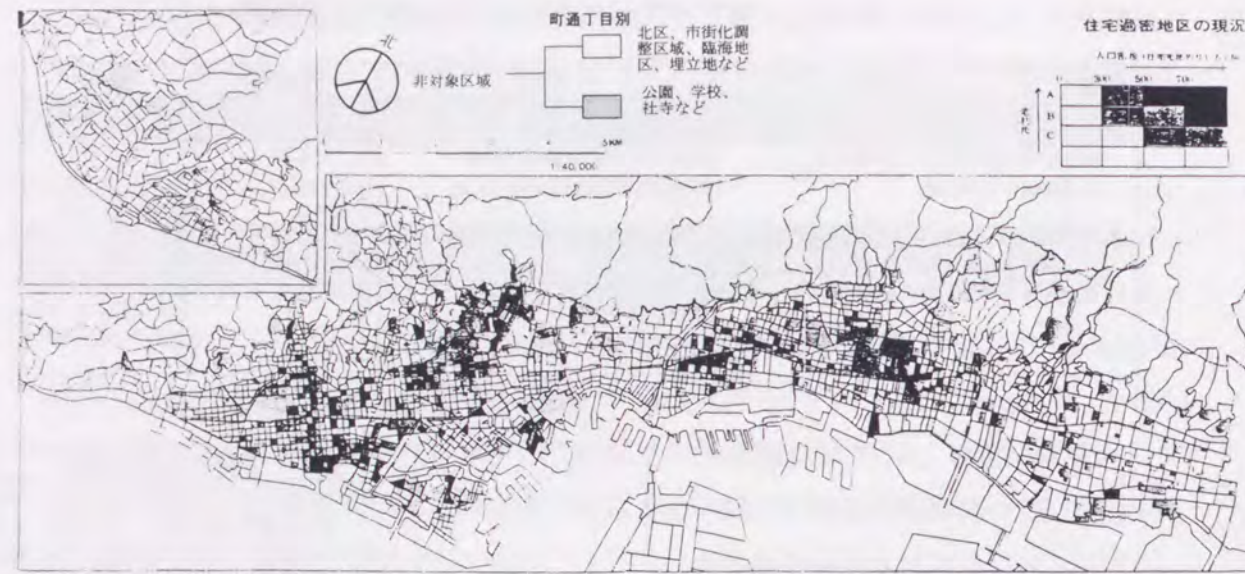 町通丁目別
北
非対象区域
北区、市街化調
整区域、臨海地
区、埋立地など
公園、学校、
社寺など
5KM
1:40,000
住宅過密地区の現況
A
B
C